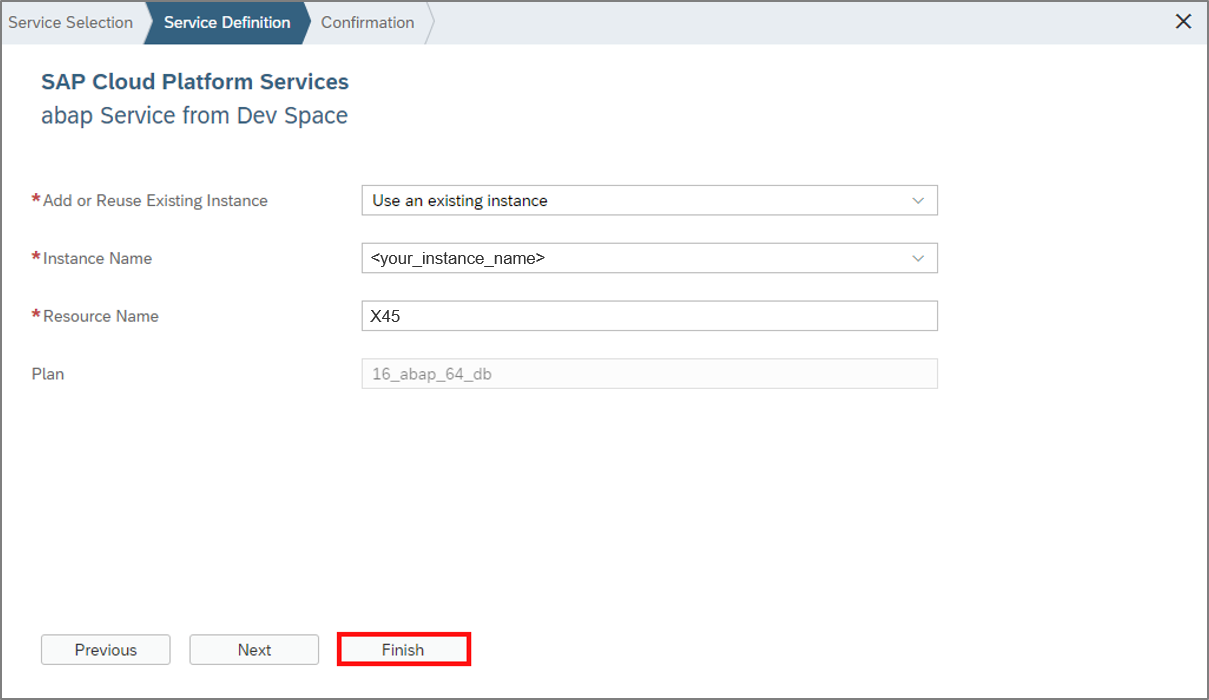 Service Selection Service Definition Confirmation
SAP Cloud Platform Services
abap Service from Dev Space
*Add or Reuse Existing Instance Use an existing instance
*Instance Name <your_instance_name>
*Resource Name X45
Plan 16_abap_64_db
Previous Next Finish